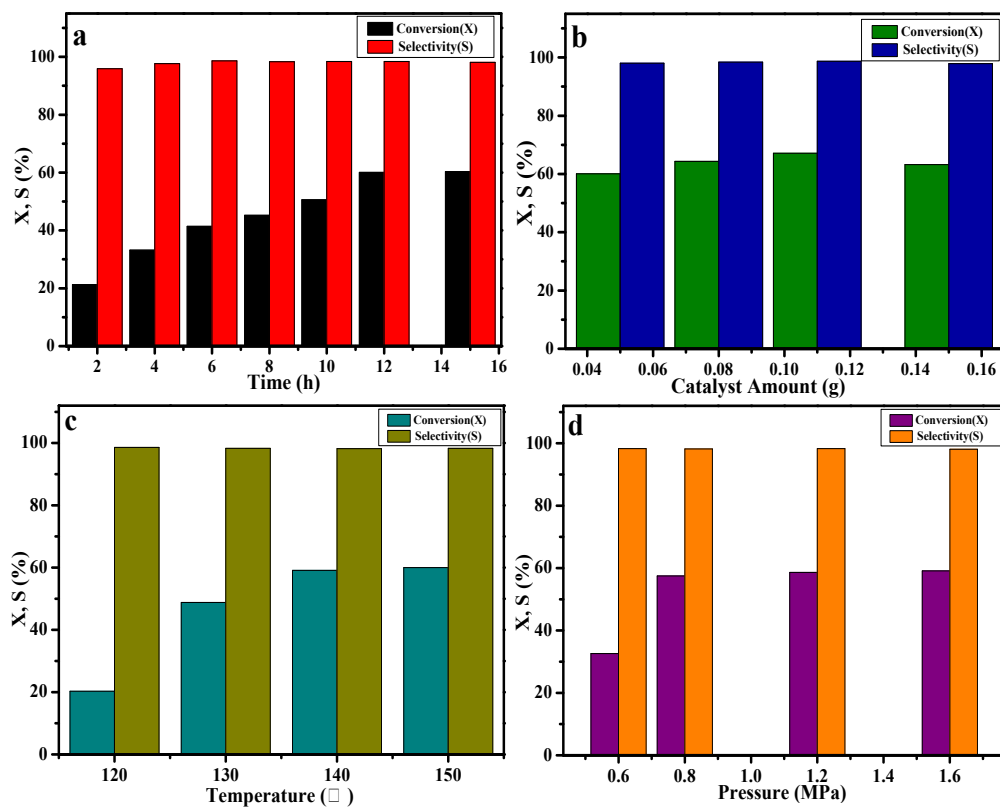 a
Conversion(X)
Selectivity(S)
100
80
60
40
20
0
X, S (%)
2 4 6 8 10 12 14 16
Time (h)
b
Conversion(X)
Selectivity(S)
100
80
60
40
20
0
X, S (%)
0.04 0.06 0.08 0.10 0.12 0.14 0.16
Catalyst Amount (g)
c
Conversion(X)
Selectivity(S)
100
80
60
40
20
0
X, S (%)
120 130 140 150
Temperature (□ )
d
Conversion(X)
Selectivity(S)
100
80
60
40
20
0
X, S (%)
0.6 0.8 1.0 1.2 1.4 1.6
Pressure (MPa)